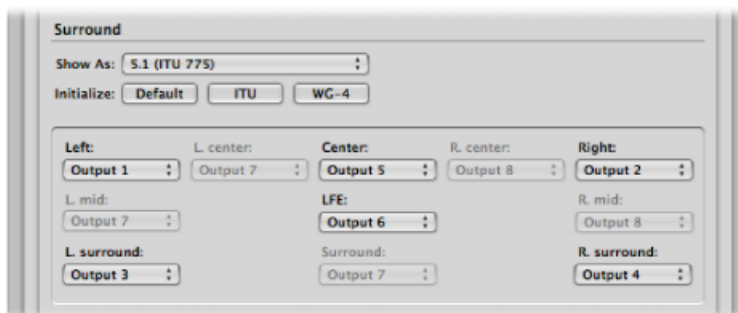 Surround
Show As: 5.1 (ITU 775)
Initialize: Default ITU WG-4
Left: L. center: Center: R. center: Right:
Output 1 Output 7 Output 5 Output 8 Output 2
L. mid: LFE: R. mid:
Output 7 Output 6 Output 8
L. surround: Surround: R. surround:
Output 3 Output 7 Output 4